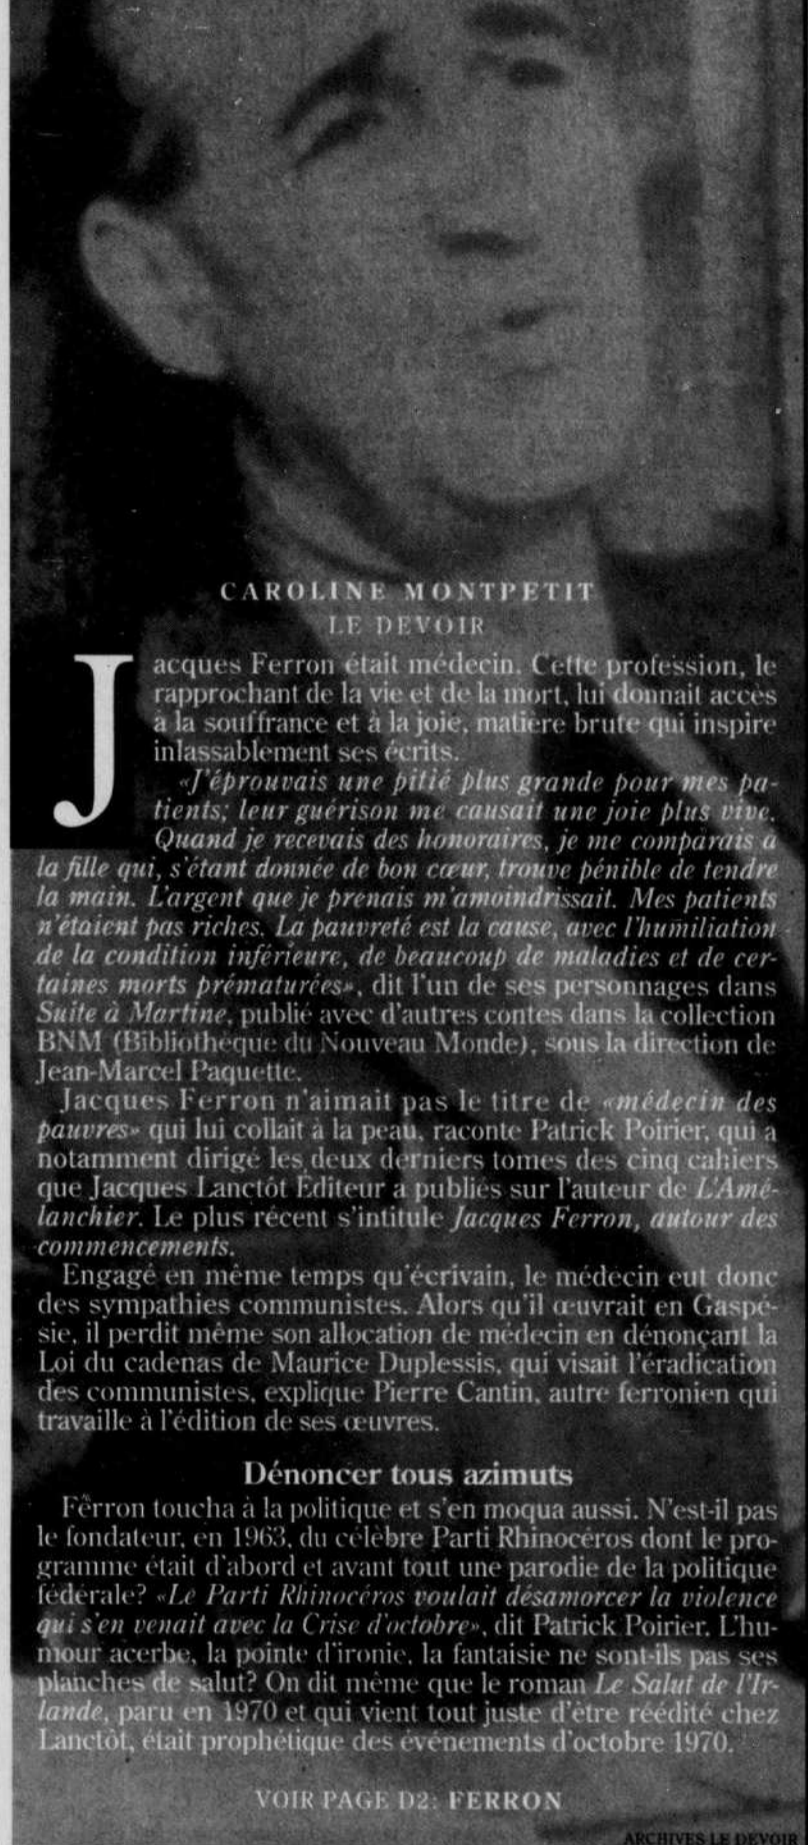 CAROLINE MONTPETIT
LE DEVOIR
Jacques Ferron était médecin. Cette profession, le
rapprochant de la vie et de la mort, lui donnait accès
à la souffrance et à la joie, matière brute qui inspire
inlassablement ses écrits.
«J'éprouvais une pitié plus grande pour mes pa-
tients; leur guérison me causait une joie plus vive.
Quand je recevais des honoraires, je me comparais à
la fille qui, s'étant donnée de bon cœur, trouve pénible de tendre
la main. L'argent que je prenais m'amoindrissait. Mes patients
n'étaient pas riches. La pauvreté est la cause, avec l'humiliation
de la condition inférieure, de beaucoup de maladies et de cer-
taines morts prématurées», dit l'un de ses personnages dans
Suite à Martine, publié avec d'autres contes dans la collection
BNM (Bibliothèque du Nouveau Monde), sous la direction de
Jean-Marcel Paquette.
Jacques Ferron n'aimait pas le titre de «médecin des
pauvres» qui lui collait à la peau, raconte Patrick Poirier, qui a
notamment dirigé les deux derniers tomes des cinq cahiers
que Jacques Lanctôt Éditeur a publiés sur l'auteur de L'Amé-
lanchier. Le plus récent s'intitule Jacques Ferron, autour des
commencements.
Engagé en même temps qu'écrivain, le médecin eut donc
des sympathies communistes. Alors qu'il œuvrait en Gaspé-
sie, il perdit même son allocation de médecin en dénonçant la
Loi du cadenas de Maurice Duplessis, qui visait l'éradication
des communistes, explique Pierre Cantin, autre ferronien qui
travaille à l'édition de ses œuvres.
Dénoncer tous azimuts
Ferron toucha à la politique et s'en moqua aussi. N'est-il pas
le fondateur, en 1963, du célèbre Parti Rhinocéros dont le pro-
gramme était d'abord et avant tout une parodie de la politique
fédérale? «Le Parti Rhinocéros voulait désamorcer la violence
qui s'en venait avec la Crise d'octobre», dit Patrick Poirier. L'hu-
mour acerbe, la pointe d'ironie, la fantaisie ne sont-ils pas ses
planches de salut? On dit même que le roman Le Salut de l'Ir-
lande, paru en 1970 et qui vient tout juste d'être réédité chez
Lanctôt, était prophétique des événements d'octobre 1970.
VOIR PAGE D2: FERRON
ARCHIVES LE DEVOIR